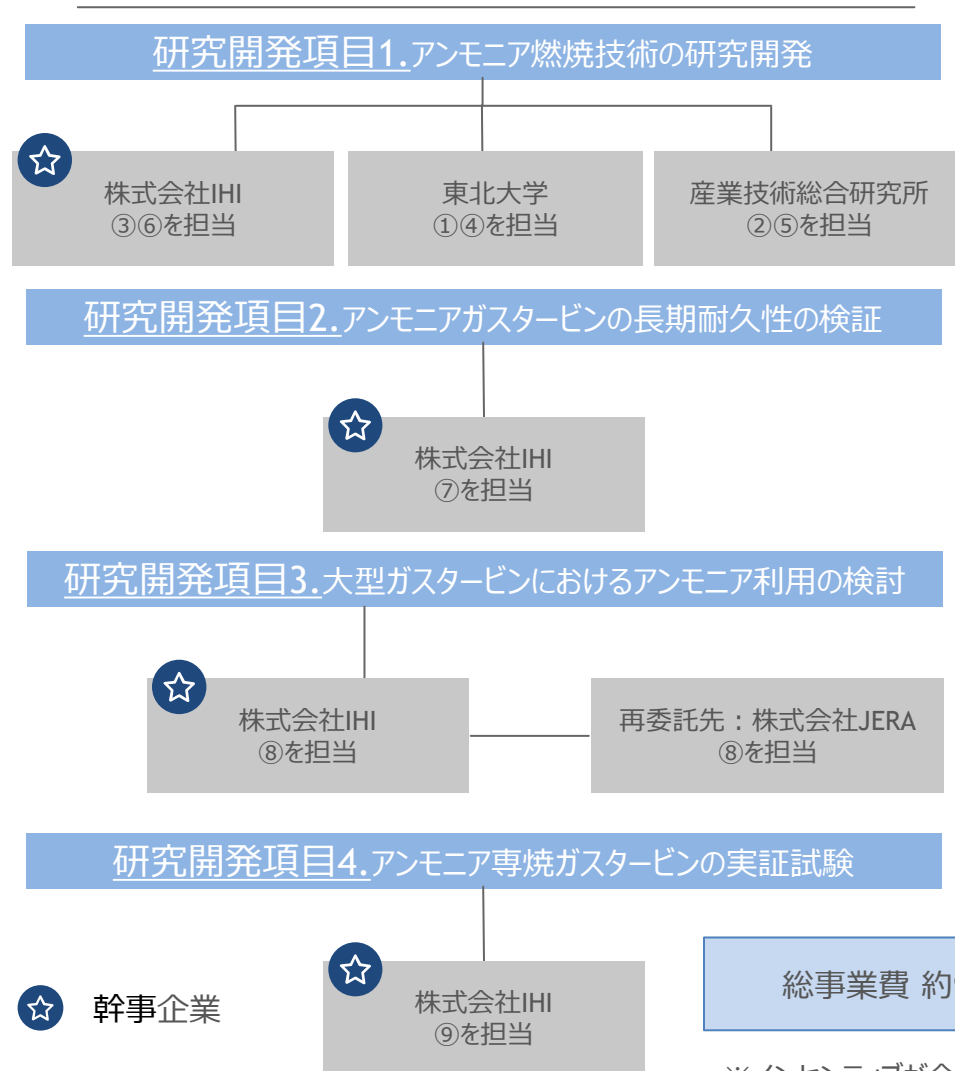 研究開発項目1.アンモニア燃焼技術の研究開発
株式会社IHI
③⑥を担当
東北大学
①④を担当
産業技術総合研究所
②⑤を担当
研究開発項目2.アンモニアガスタービンの長期耐久性の検証
株式会社IHI
⑦を担当
研究開発項目3.大型ガスタービンにおけるアンモニア利用の検討
株式会社IHI
⑧を担当
再委託先：株式会社JERA
⑧を担当
研究開発項目4.アンモニア専焼ガスタービンの実証試験
幹事企業
株式会社IHI
⑨を担当
総事業費 約
※インセンティブが